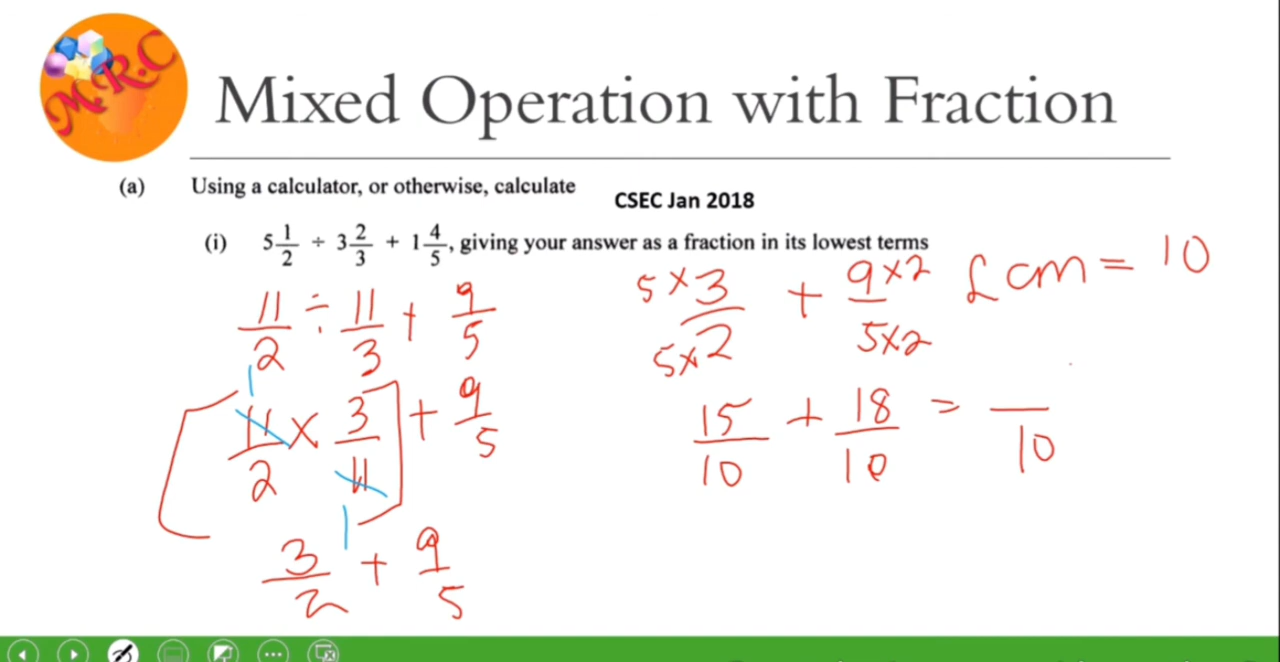 M.R.C
Mixed Operation with Fraction
(a) Using a calculator, or otherwise, calculate
CSEC Jan 2018
(i) 5 1/2 ÷ 3 2/3 + 1 4/5, giving your answer as a fraction in its lowest terms
11/2 ÷ 11/3 + 9/5
1
11/2 × 3/11 + 9/5
1
3/2 + 9/5
5×3/5×2 + 9×2/5×2 Lcm = 10
15/10 + 18/10 = /10